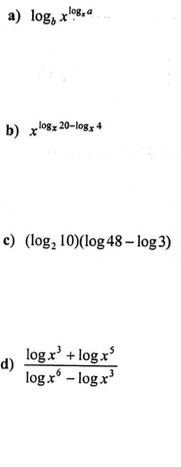 a) log_b x^{log_x a}
b) x^{log_x 20−log_x 4}
c) (log_2 10)(log 48 − log 3)
d) \frac{log x^3 + log x^5}{log x^6 − log x^3}